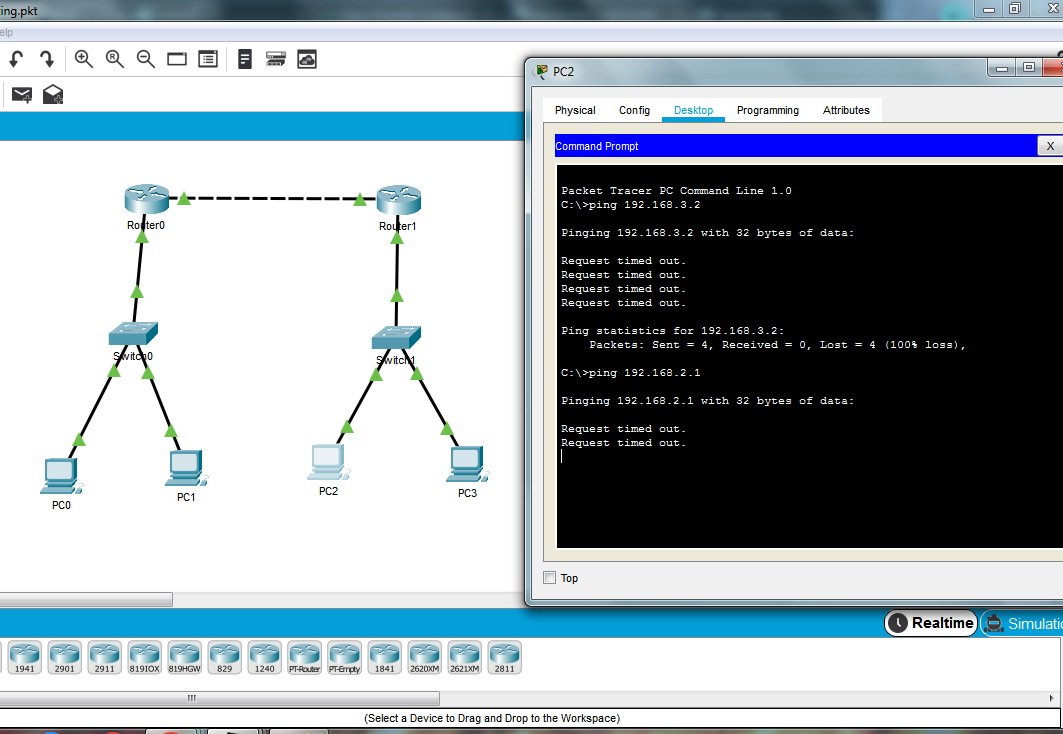 ing.pkt
elp
PC2
Physical Config Desktop Programming Attributes
Command Prompt
X
Packet Tracer PC Command Line 1.0
C:\>ping 192.168.3.2
Pinging 192.168.3.2 with 32 bytes of data:
Request timed out.
Request timed out.
Request timed out.
Request timed out.
Ping statistics for 192.168.3.2:
Packets: Sent = 4, Received = 0, Lost = 4 (100% loss),
C:\>ping 192.168.2.1
Pinging 192.168.2.1 with 32 bytes of data:
Request timed out.
Request timed out.
Top
Router0
Router1
Switch0
Switch1
PC0
PC1
PC2
PC3
Realtime
Simulatio
1941 2901 2911 819IOX 819HGW 829 1240 PT-Router PT-Empty 1841 2620XM 2621XM 2811
(Select a Device to Drag and Drop to the Workspace)